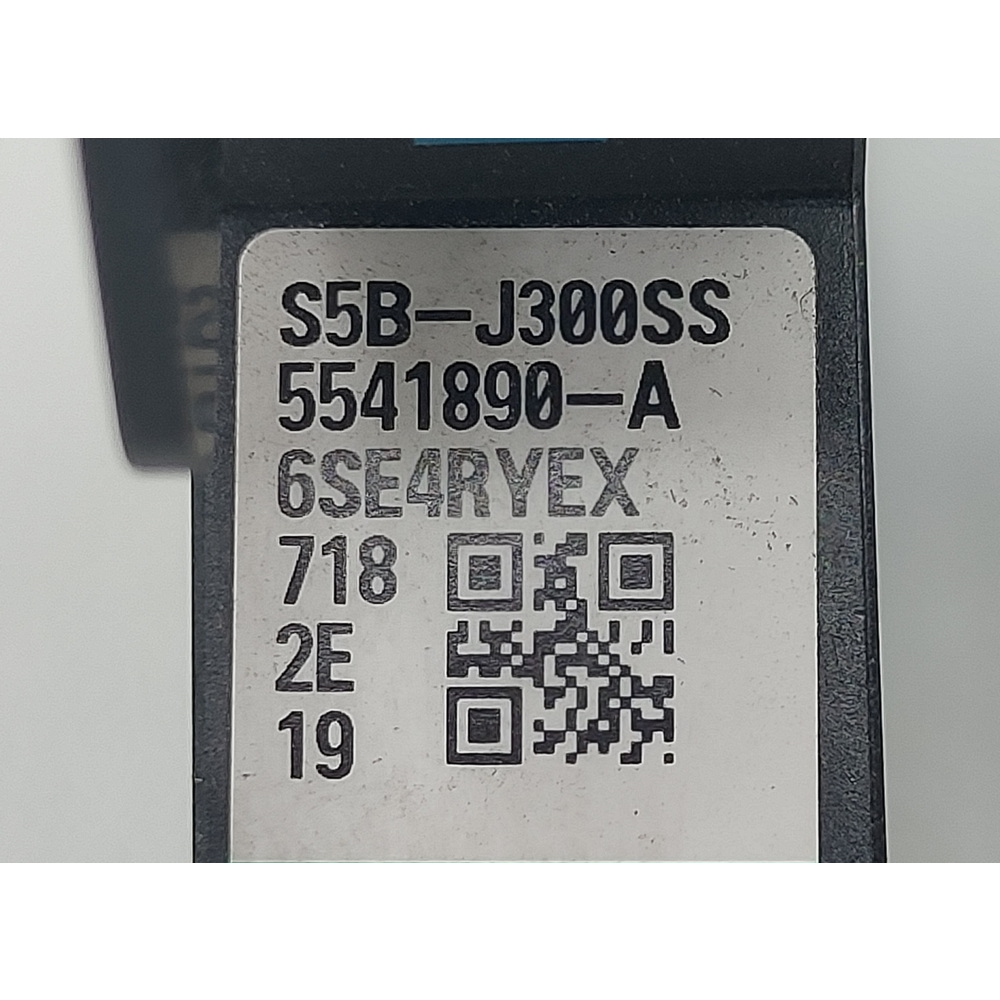 S5B-J300SS
5541890-A
6SE4RYEX
718
2E
19